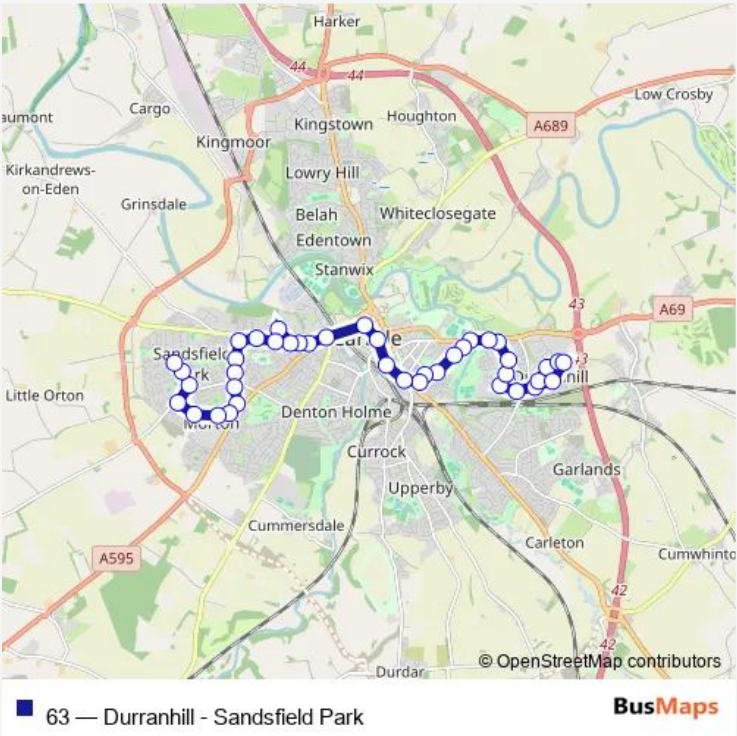 Harker
44
44
Low Crosby
Cargo
Houghton
aumont
Kingstown
A689
Kingmoor
Kirkandrews-
on-Eden
Lowry Hill
Grinsdale
Belah
Whiteclosegate
Edentown
Stanwix
43
A69
Sandsfield
Little Orton
Denton Holme
Morton
Currock
Garlands
Upperby
Cummersdale
Carleton
Cumwhinto
A595
42
42
Durdar
© OpenStreetMap contributors
63 — Durranhill - Sandsfield Park
BusMaps